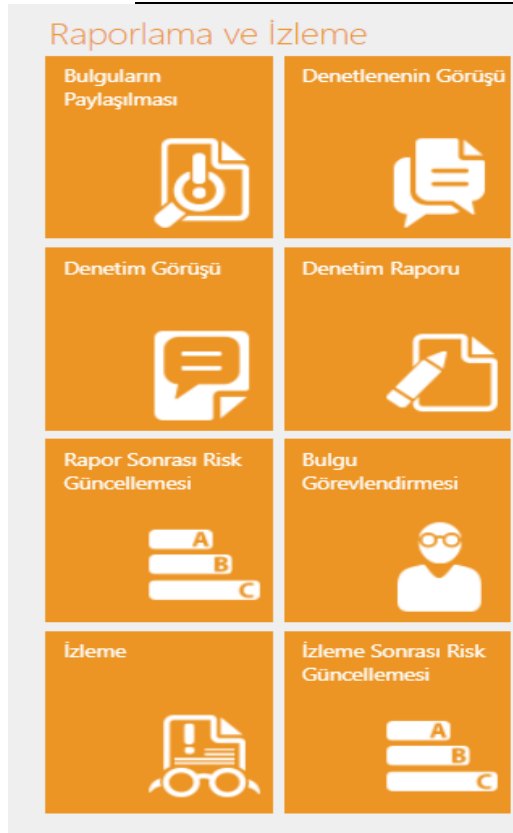 Raporlama ve İzleme
Bulguların
Paylaşılması
Denetlenenin Görüşü
Denetim Görüşü
Denetim Raporu
Rapor Sonrası Risk
Güncellemesi
A
B
C
Bulgu
Görevlendirmesi
İzleme
İzleme Sonrası Risk
Güncellemesi
A
B
C